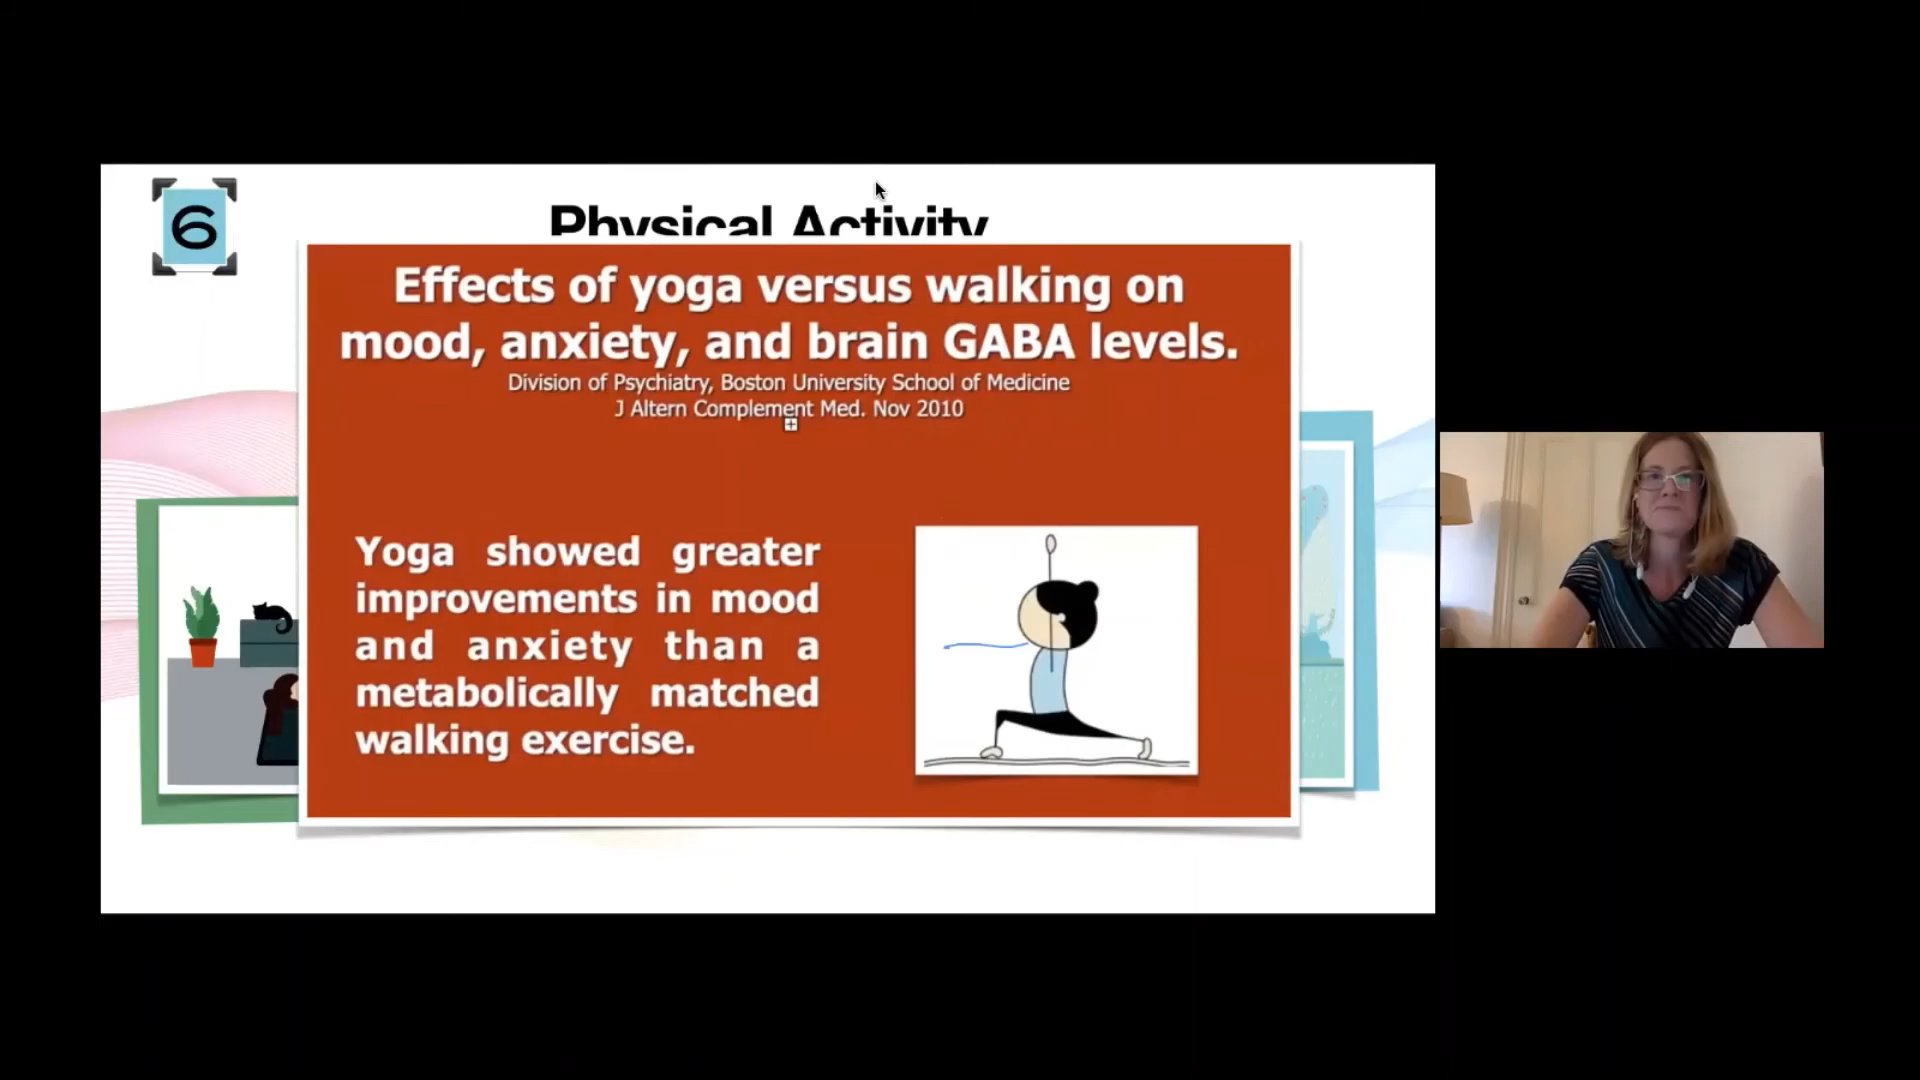 6
Physical Activity
Effects of yoga versus walking on
mood, anxiety, and brain GABA levels.
Division of Psychiatry, Boston University School of Medicine
J Altern Complement Med. Nov 2010
Yoga showed greater
improvements in mood
and anxiety than a
metabolically matched
walking exercise.